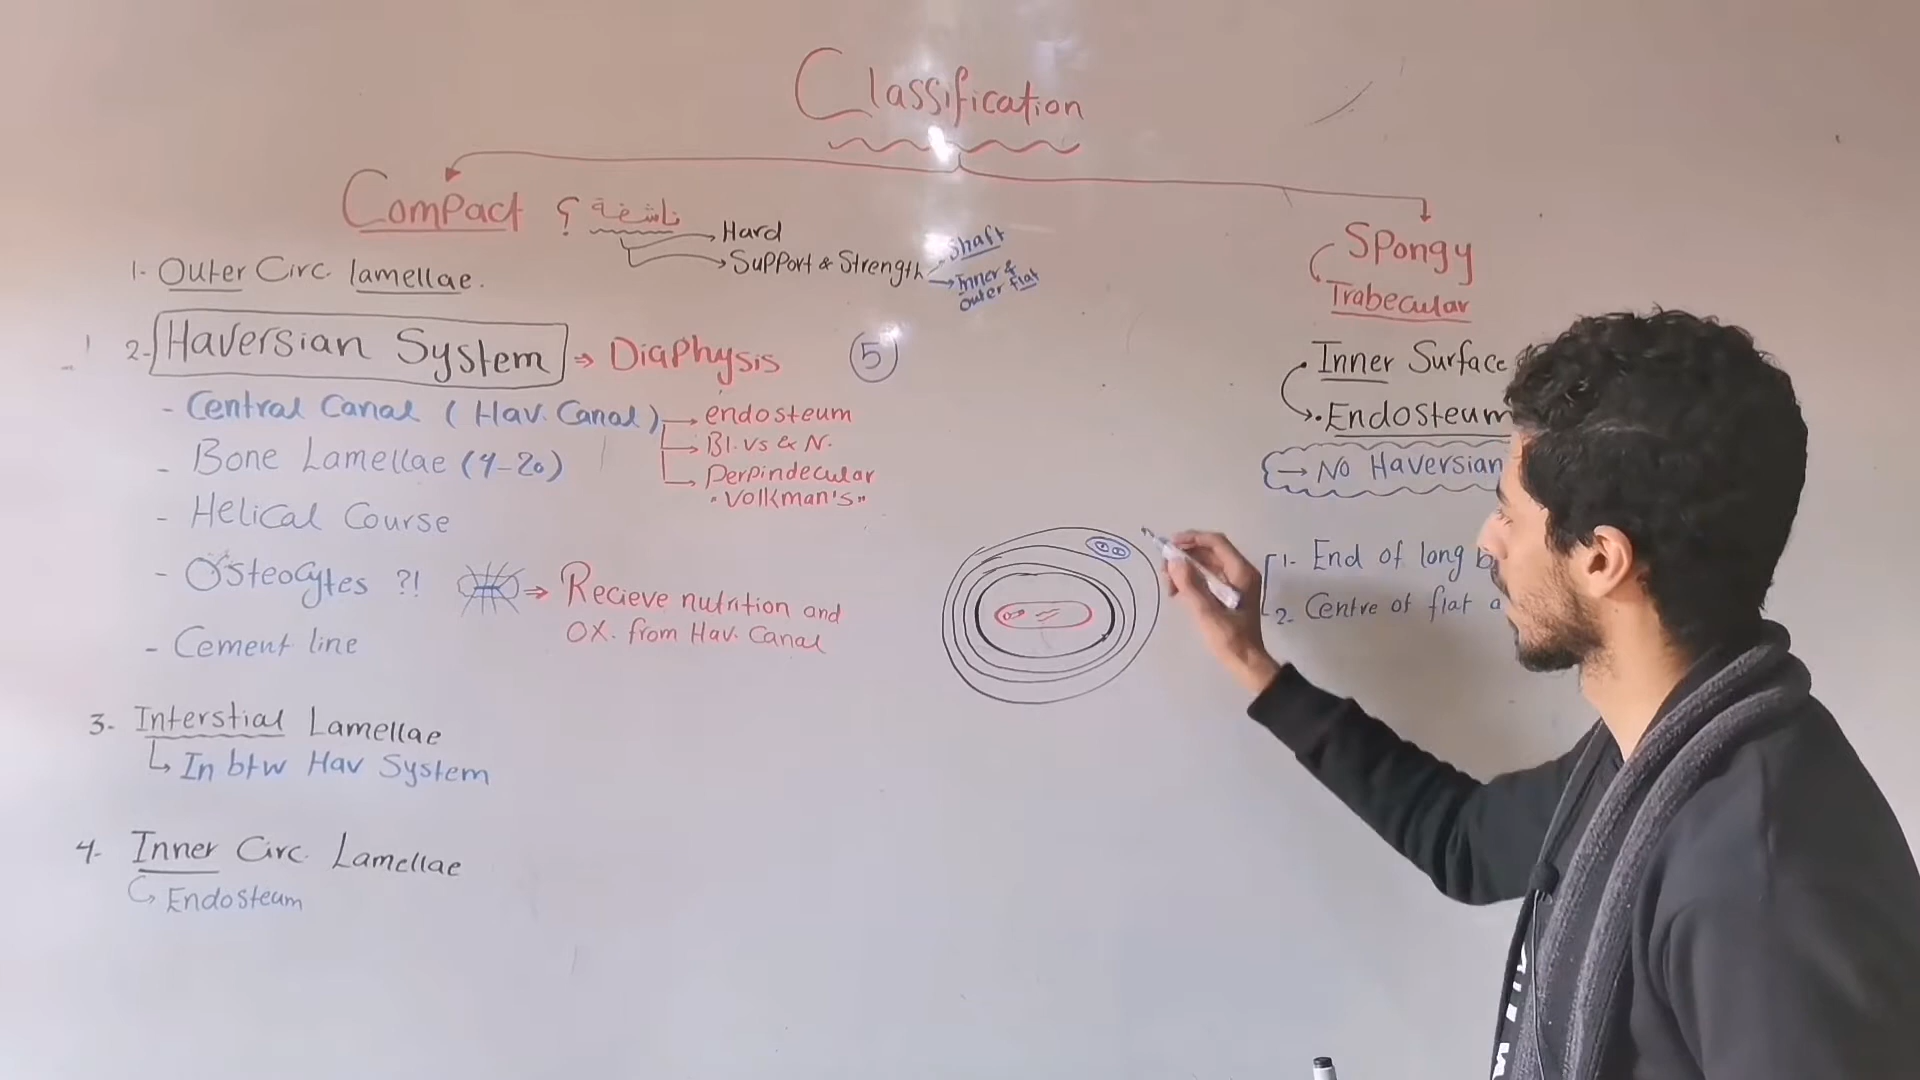 Classification
Compact ؟ ناشفة
Hard
Support & Strength
Shaft
Inner &
outer flat
1- Outer Circ. lamellae.
2- Haversian System ⇒ Diaphysis
5
- Central Canal ( Hav. Canal )
endosteum
Bl. Vs & N.
Perpindecular
"Volkman's"
- Bone Lamellae (4-20)
- Helical Course
- Osteocytes ?! ⇒ Recieve nutrition and
OX. from Hav. Canal
- Cement line
3- Interstial Lamellae
In btw Hav System
4- Inner Circ. Lamellae
Endosteum
Spongy
Trabecular
• Inner Surface
• Endosteum
→ No Haversian
1- End of long
2- Centre of flat